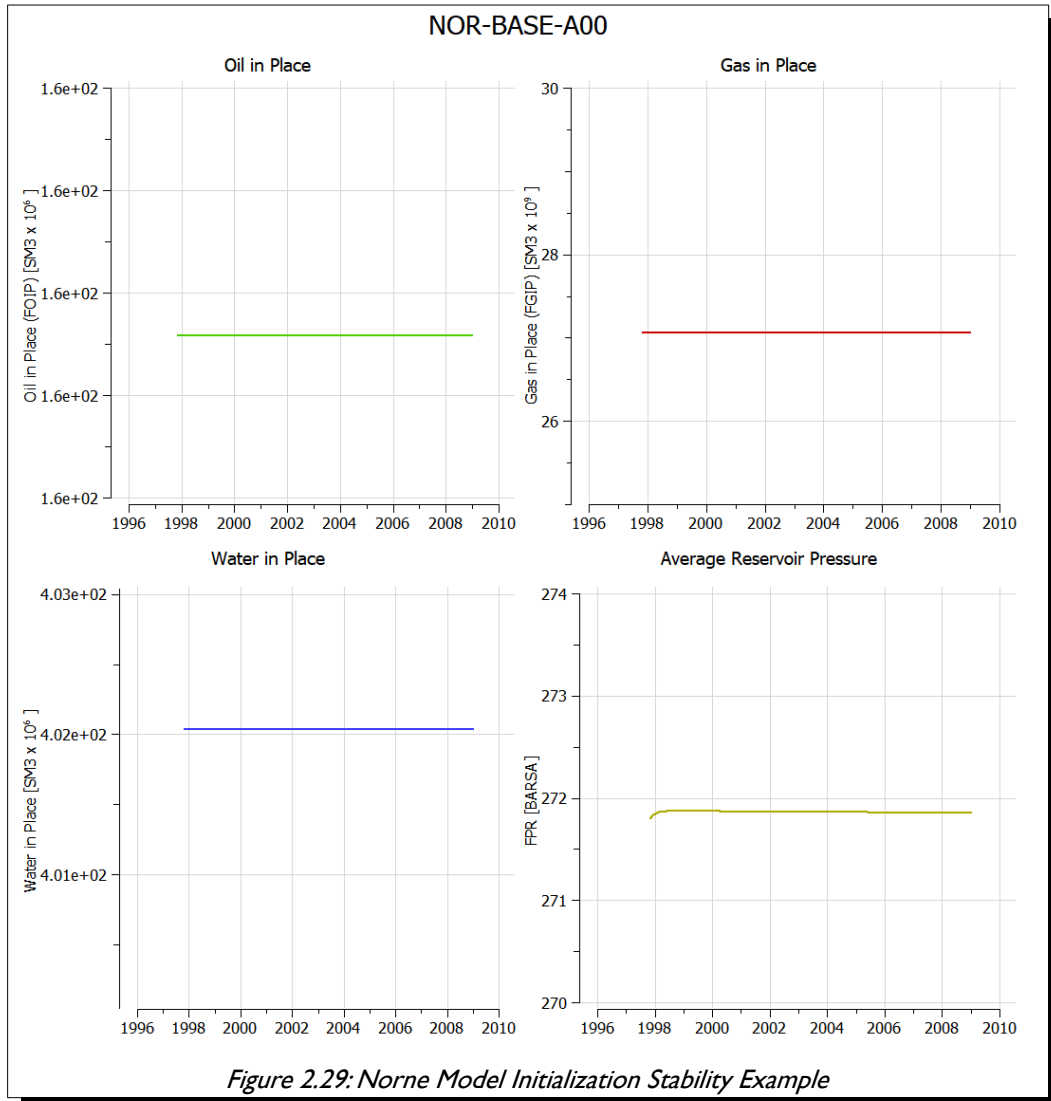 NOR-BASE-A00
Oil in Place
1.6e+02
1.6e+02
1.6e+02
1.6e+02
1.6e+02
Oil in Place (FOIP) [SM3 x 10⁶ ]
1996 1998 2000 2002 2004 2006 2008 2010
Gas in Place
30
28
26
Gas in Place (FGIP) [SM3 x 10⁹ ]
1996 1998 2000 2002 2004 2006 2008 2010
Water in Place
4.03e+02
4.02e+02
4.01e+02
Water in Place [SM3 x 10⁶ ]
1996 1998 2000 2002 2004 2006 2008 2010
Average Reservoir Pressure
274
273
272
271
270
FPR [BARSA]
1996 1998 2000 2002 2004 2006 2008 2010
Figure 2.29: Norne Model Initialization Stability Example